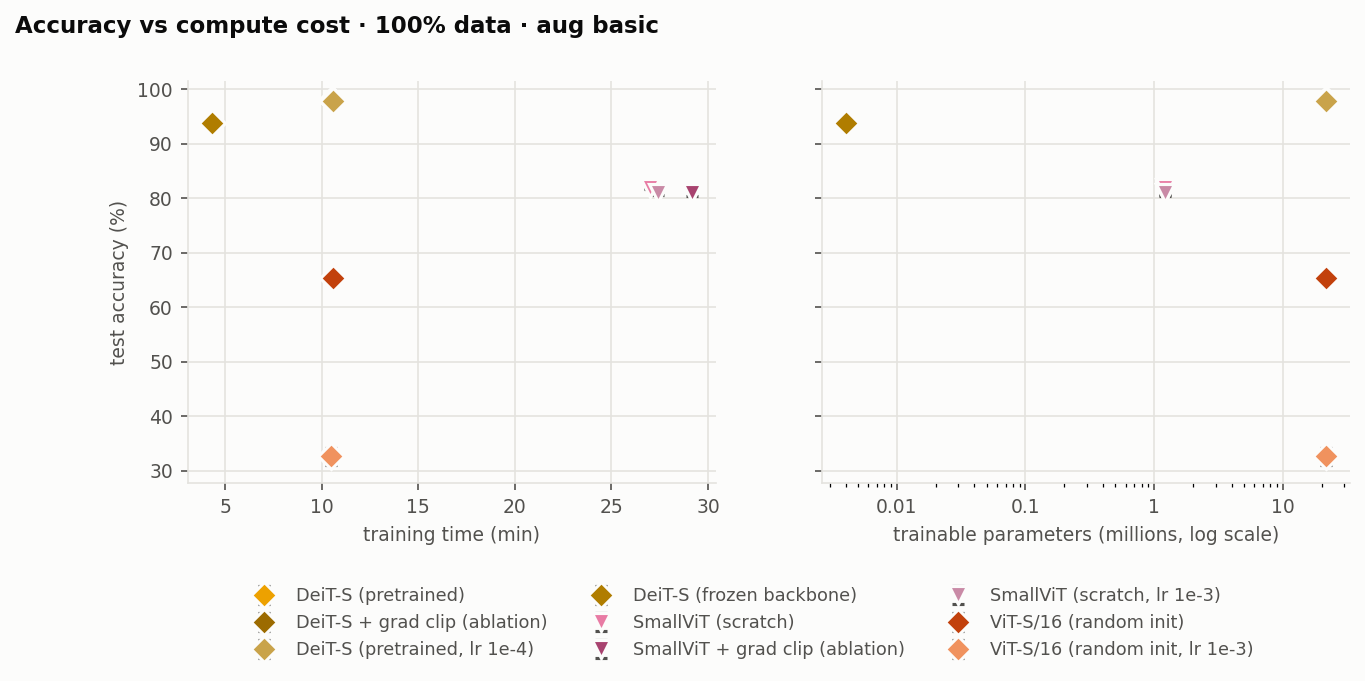 Accuracy vs compute cost · 100% data · aug basic
100
90
80
70
60
50
40
30
test accuracy (%)
5 10 15 20 25 30
training time (min)
0.01 0.1 1 10
trainable parameters (millions, log scale)
DeiT-S (pretrained)
DeiT-S + grad clip (ablation)
DeiT-S (pretrained, lr 1e-4)
DeiT-S (frozen backbone)
SmallViT (scratch)
SmallViT + grad clip (ablation)
SmallViT (scratch, lr 1e-3)
ViT-S/16 (random init)
ViT-S/16 (random init, lr 1e-3)